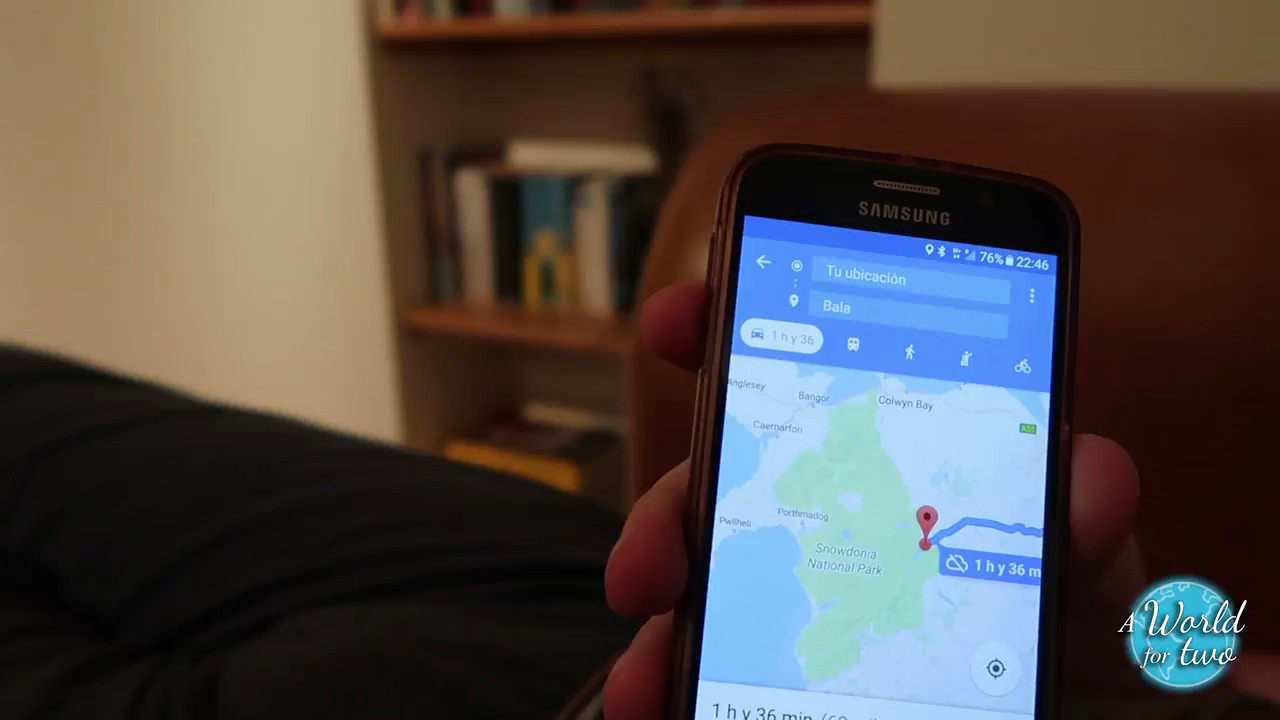 SAMSUNG
76% 22:46
Tu ubicación
Bala
1 h y 36
Anglesey
Bangor
Colwyn Bay
Caernarfon
Porthmadog
Pwllheli
Snowdonia
National Park
1 h y 36 m
1 h y 36 min
A World
for two